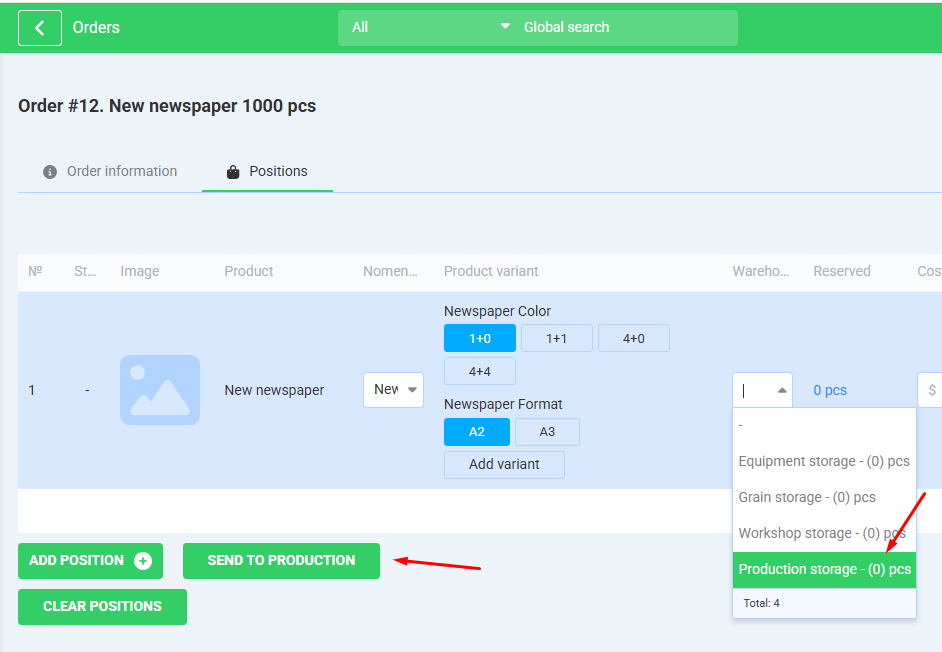 Orders
All
Global search
Order #12. New newspaper 1000 pcs
Order information
Positions
№
St...
Image
Product
Nomen...
Product variant
Wareho...
Reserved
Cos
Newspaper Color
1+0
1+1
4+0
4+4
1
-
New newspaper
New
0 pcs
$
Newspaper Format
A2
A3
Add variant
-
Equipment storage - (0) pcs
Grain storage - (0) pcs
Workshop storage - (0) pcs
Production storage - (0) pcs
Total: 4
ADD POSITION
SEND TO PRODUCTION
CLEAR POSITIONS